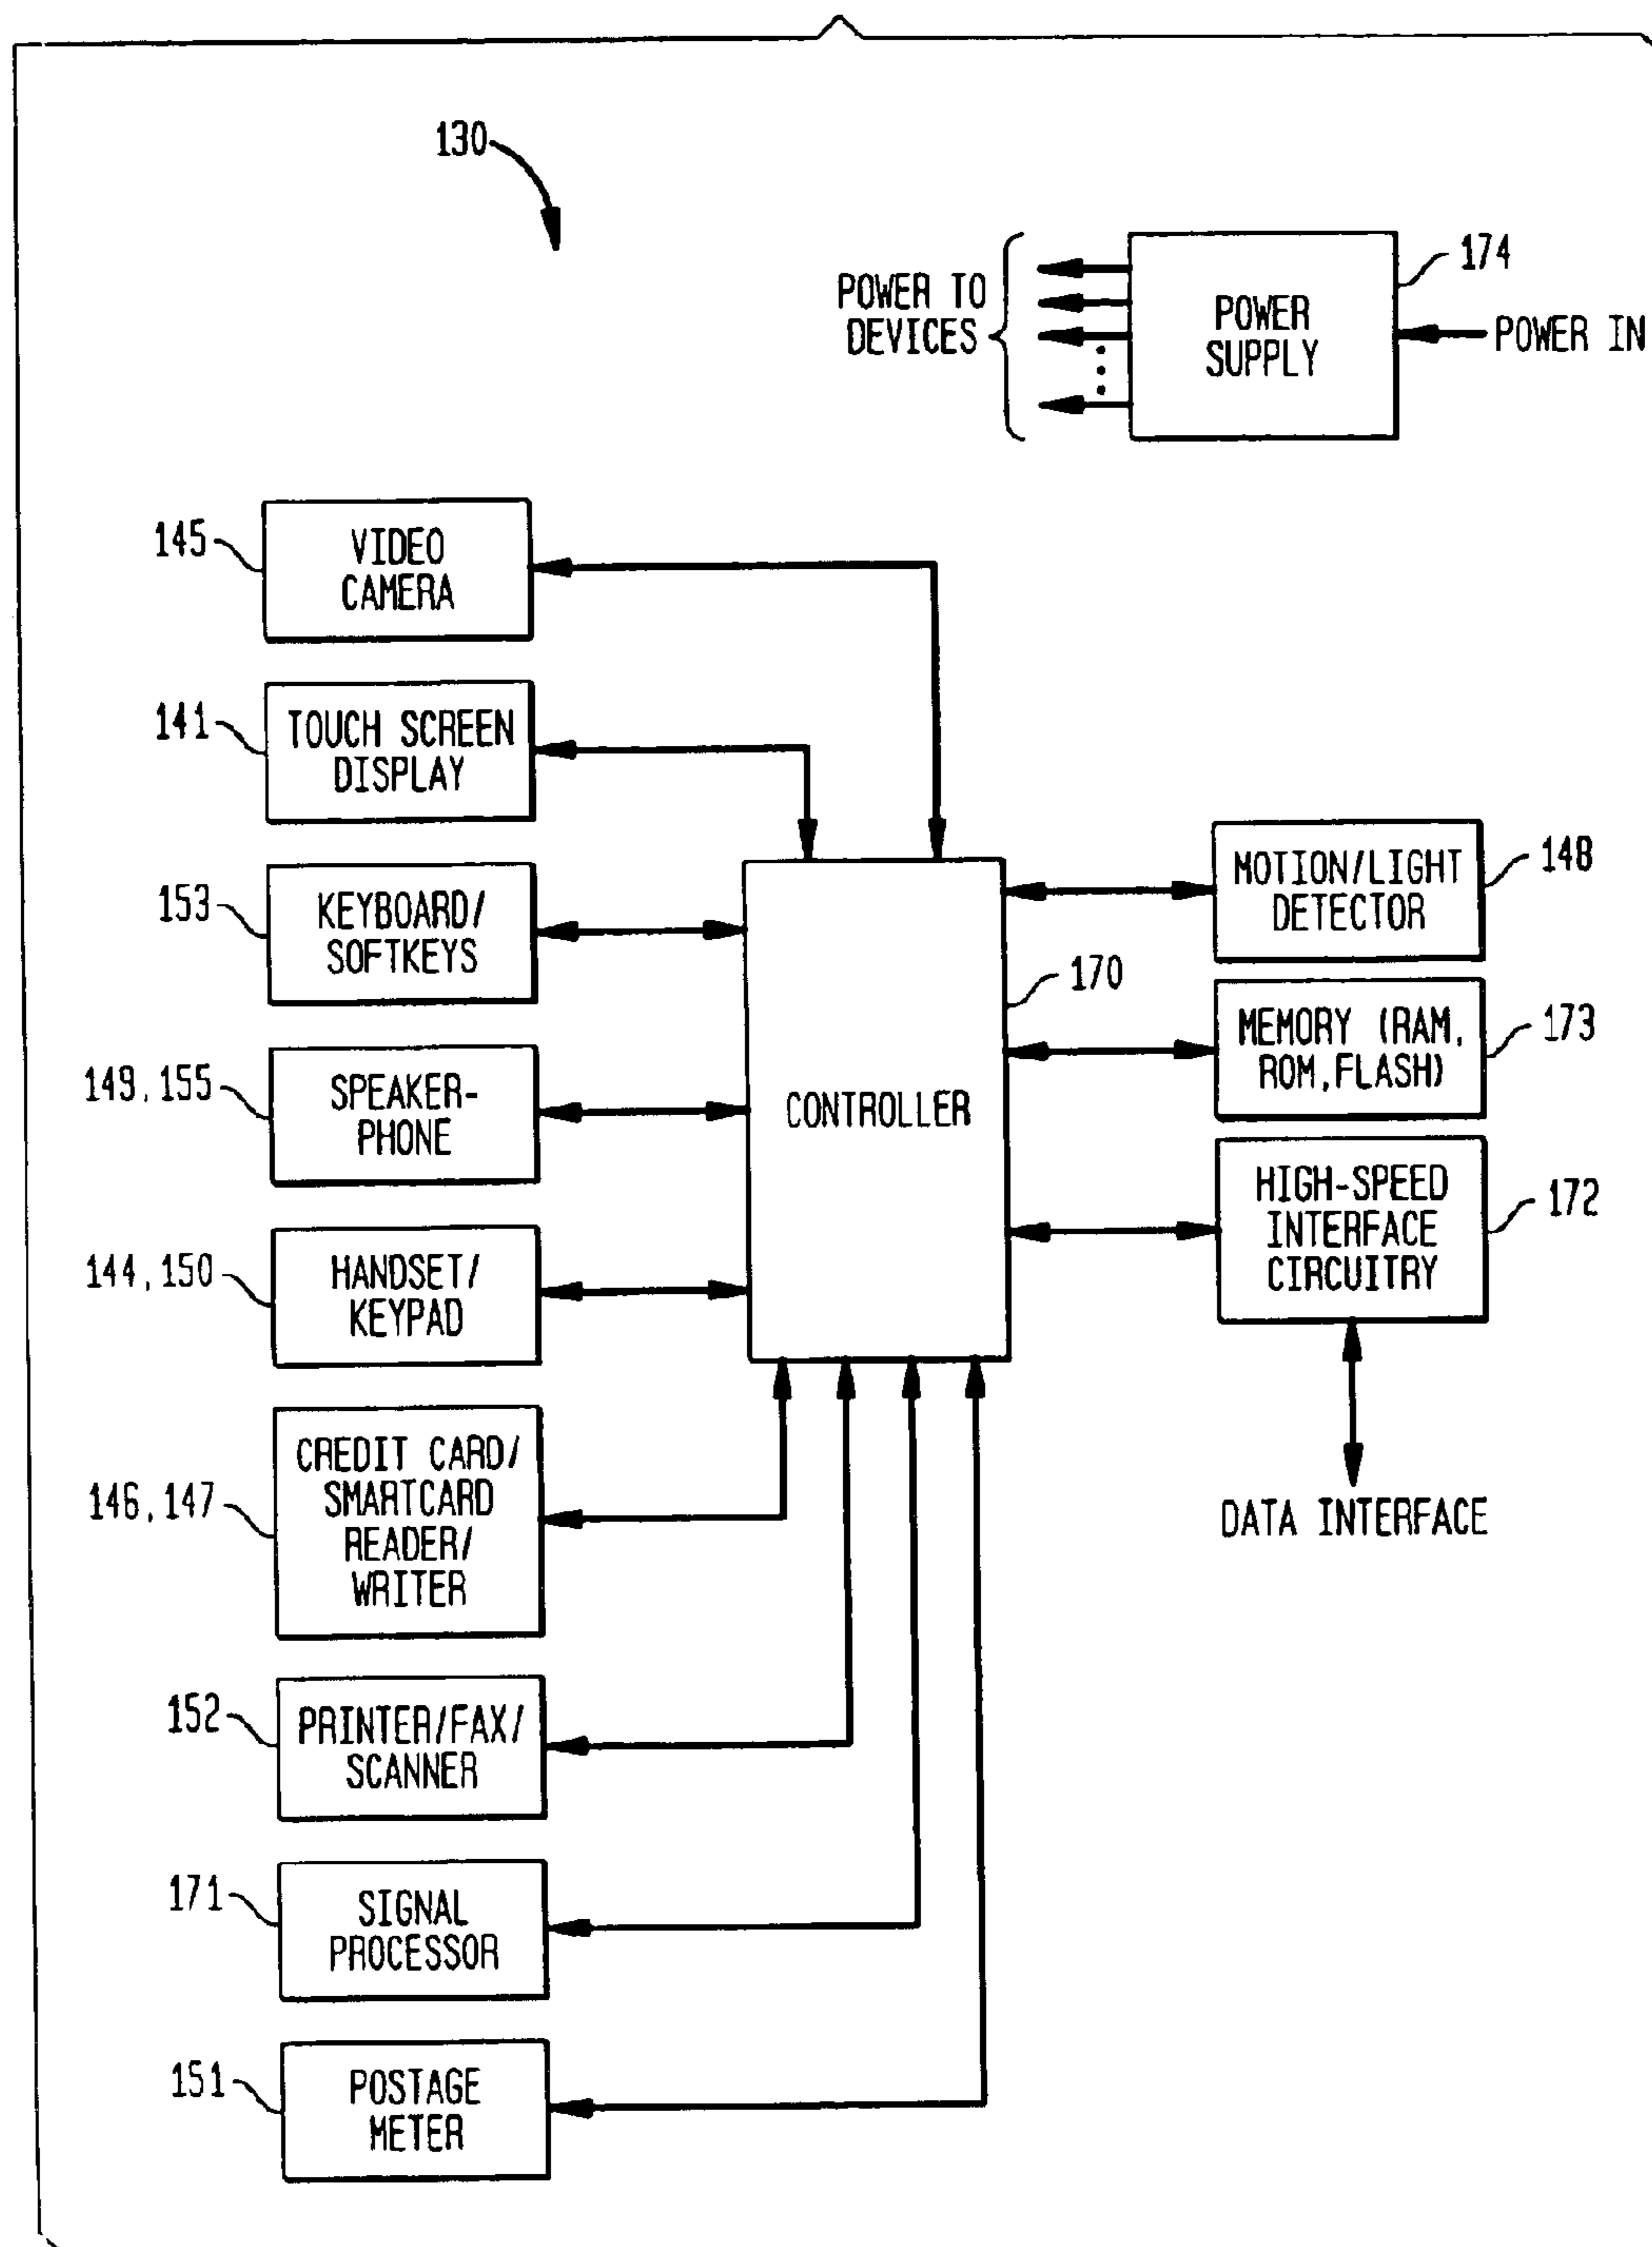 130
174
POWER TO
DEVICES
POWER
SUPPLY
POWER IN
145
VIDEO
CAMERA
141
TOUCH SCREEN
DISPLAY
153
KEYBOARD/
SOFTKEYS
149,155
SPEAKER-
PHONE
144,150
HANDSET/
KEYPAD
146,147
CREDIT CARD/
SMARTCARD
READER/
WRITER
152
PRINTER/FAX/
SCANNER
171
SIGNAL
PROCESSOR
151
POSTAGE
METER
CONTROLLER
170
MOTION/LIGHT
DETECTOR
148
MEMORY (RAM,
ROM,FLASH)
173
HIGH-SPEED
INTERFACE
CIRCUITRY
172
DATA INTERFACE